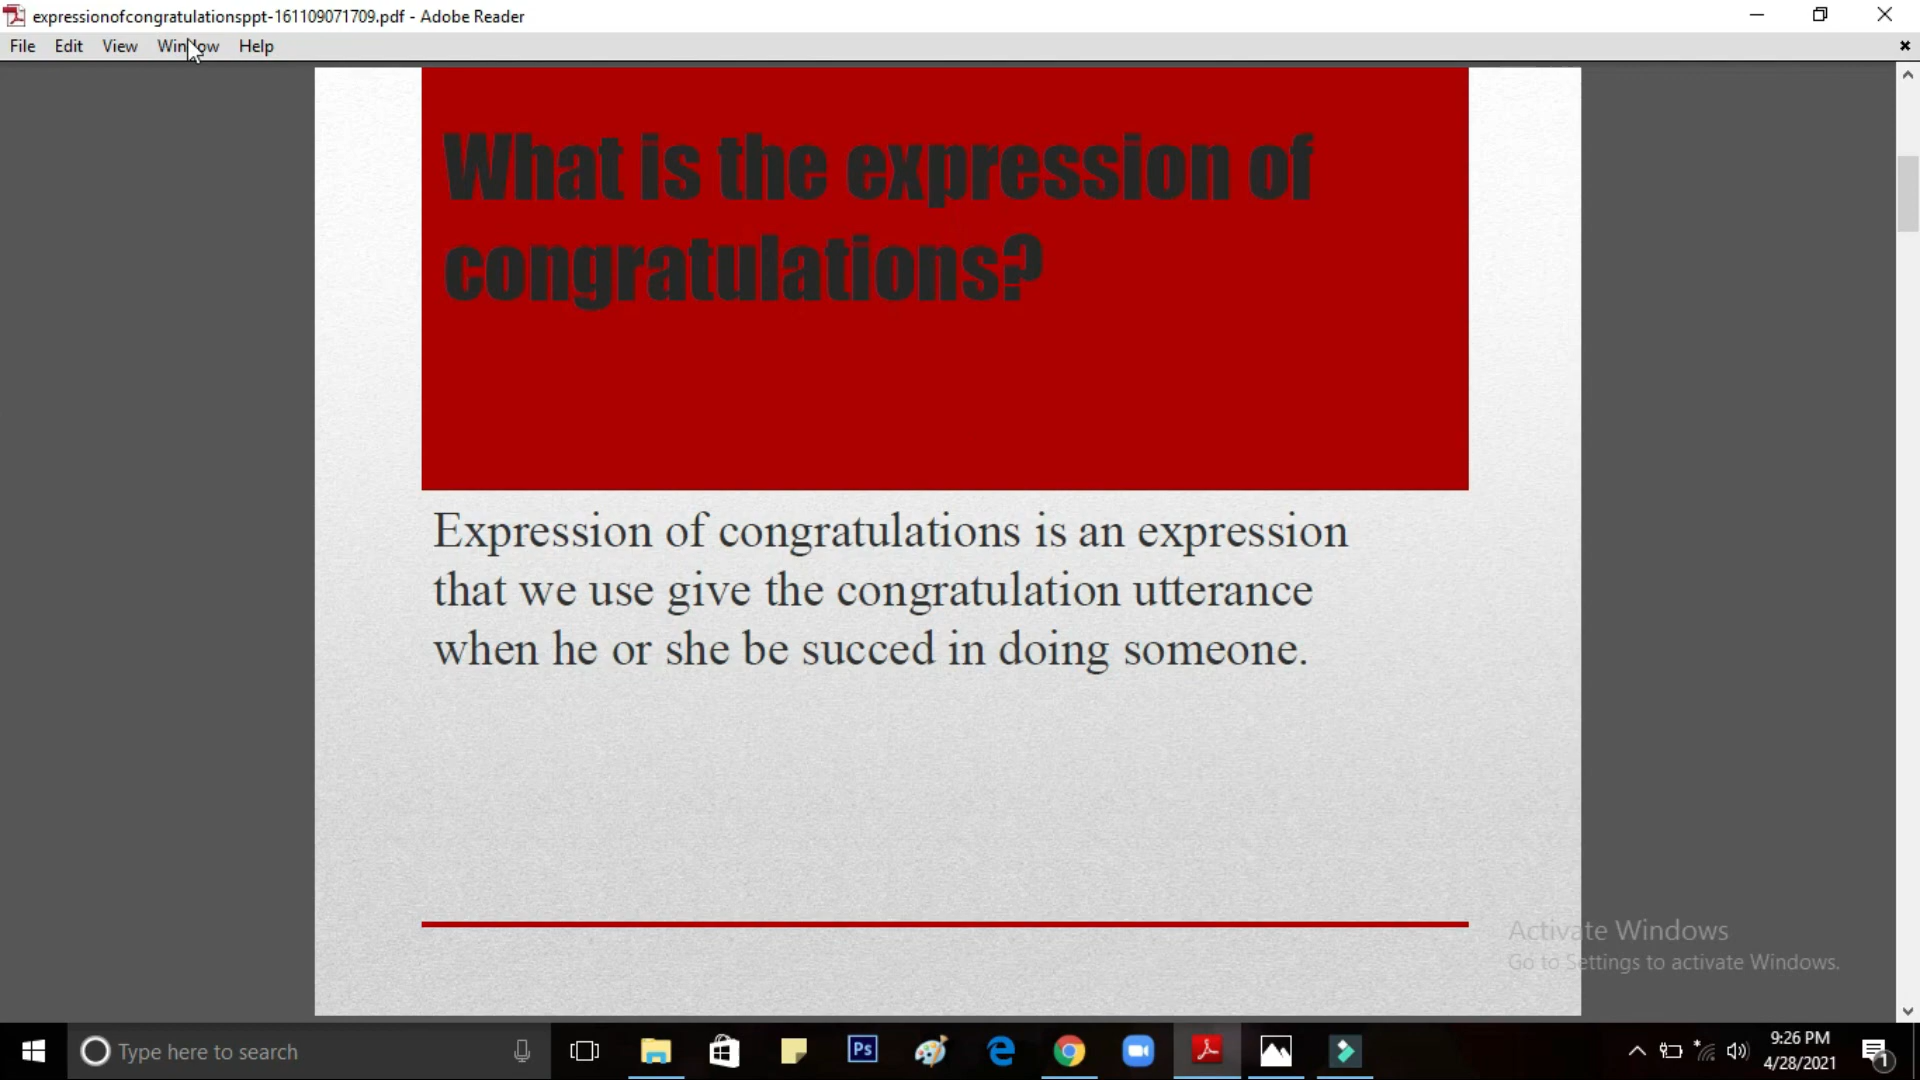 expressionofcongratulationsppt-161109071709.pdf - Adobe Reader
File Edit View Window Help
What is the expression of
congratulations?
Expression of congratulations is an expression
that we use give the congratulation utterance
when he or she be succed in doing someone.
Activate Windows
Go to Settings to activate Windows.
Type here to search
Ps
9:26 PM
4/28/2021
1